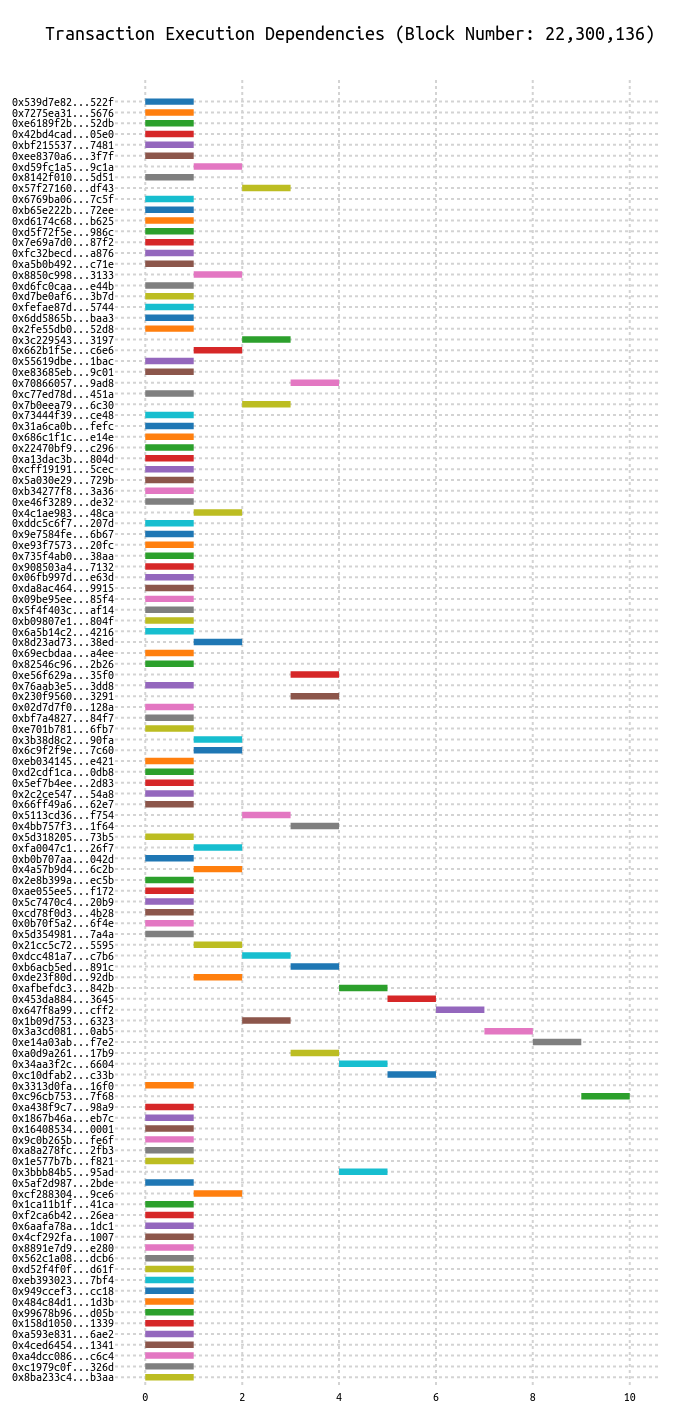 Transaction Execution Dependencies (Block Number: 22,300,136)
0x539d7e82...522f
0x7275ea31...5676
0xe6189f2b...52db
0x42bd4cad...05e0
0xbf215537...7481
0xee8370a6...3f7f
0xd59fc1a5...9c1a
0x8142f010...5d51
0x57f27160...df43
0x6769ba06...7c5f
0xb65e222b...72ee
0xd6174c68...b625
0xd5f72f5e...986c
0x7e69a7d0...87f2
0xfc32becd...a876
0xa5b0b492...c71e
0x8850c998...3133
0xd6fc0caa...e44b
0xd7be0af6...3b7d
0xfefae87d...5744
0x6dd5865b...baa3
0x2fe55db0...52d8
0x3c229543...3197
0x662b1f5e...c6e6
0x55619dbe...1bac
0xe83685eb...9c01
0x70866057...9ad8
0xc77ed78d...451a
0x7b0eea79...6c30
0x73444f39...ce48
0x31a6ca0b...fefc
0x686c1f1c...e14e
0x22470bf9...c296
0xa13dac3b...804d
0xcff19191...5cec
0x5a030e29...729b
0xb34277f8...3a36
0xe46f3289...de32
0x4c1ae983...48ca
0xddc5c6f7...207d
0x9e7584fe...6b67
0xe93f7573...20fc
0x735f4ab0...38aa
0x908503a4...7132
0x06fb997d...e63d
0xda8ac464...9915
0x09be95ee...85f4
0x5f4f403c...af14
0xb09807e1...804f
0x6a5b14c2...4216
0x8d23ad73...38ed
0x69ecbdaa...a4ee
0x82546c96...2b26
0xe56f629a...35f0
0x76aab3e5...3dd8
0x230f9560...3291
0x02d7d7f0...128a
0xbf7a4827...84f7
0xe701b781...6fb7
0x3b38d8c2...90fa
0x6c9f2f9e...7c60
0xeb034145...e421
0xd2cdf1ca...0db8
0x5ef7b4ee...2d83
0x2c2ce547...54a8
0x66ff49a6...62e7
0x5113cd36...f754
0x4bb757f3...1f64
0x5d318205...73b5
0xfa0047c1...26f7
0xb0b707aa...042d
0x4a57b9d4...6c2b
0x2e8b399a...ec5b
0xae055ee5...f172
0x5c7470c4...20b9
0xcd78f0d3...4b28
0x0b70f5a2...6f4e
0x5d354981...7a4a
0x21cc5c72...5595
0xdcc481a7...c7b6
0xb6acb5ed...891c
0xde23f80d...92db
0xafbefdc3...842b
0x453da884...3645
0x647f8a99...cff2
0x1b09d753...6323
0x3a3cd081...0ab5
0xe14a03ab...f7e2
0xa0d9a261...17b9
0x34aa3f2c...6604
0xc10dfab2...c33b
0x3313d0fa...16f0
0xc96cb753...7f68
0xa438f9c7...98a9
0x1867b46a...eb7c
0x16408534...0001
0x9c0b265b...fe6f
0xa8a278fc...2fb3
0x1e577b7b...f821
0x3bbb84b5...95ad
0x5af2d987...2bde
0xcf288304...9ce6
0x1ca11b1f...41ca
0xf2ca6b42...26ea
0x6aafa78a...1dc1
0x4cf292fa...1007
0x8891e7d9...e280
0x562c1a08...dcb6
0xd52f4f0f...d61f
0xeb393023...7bf4
0x949ccef3...cc18
0x484c84d1...1d3b
0x99678b96...d05b
0x158d1050...1339
0xa593e831...6ae2
0x4ced6454...1341
0xa4dcc086...c6c4
0xc1979c0f...326d
0x8ba233c4...b3aa
0 2 4 6 8 10